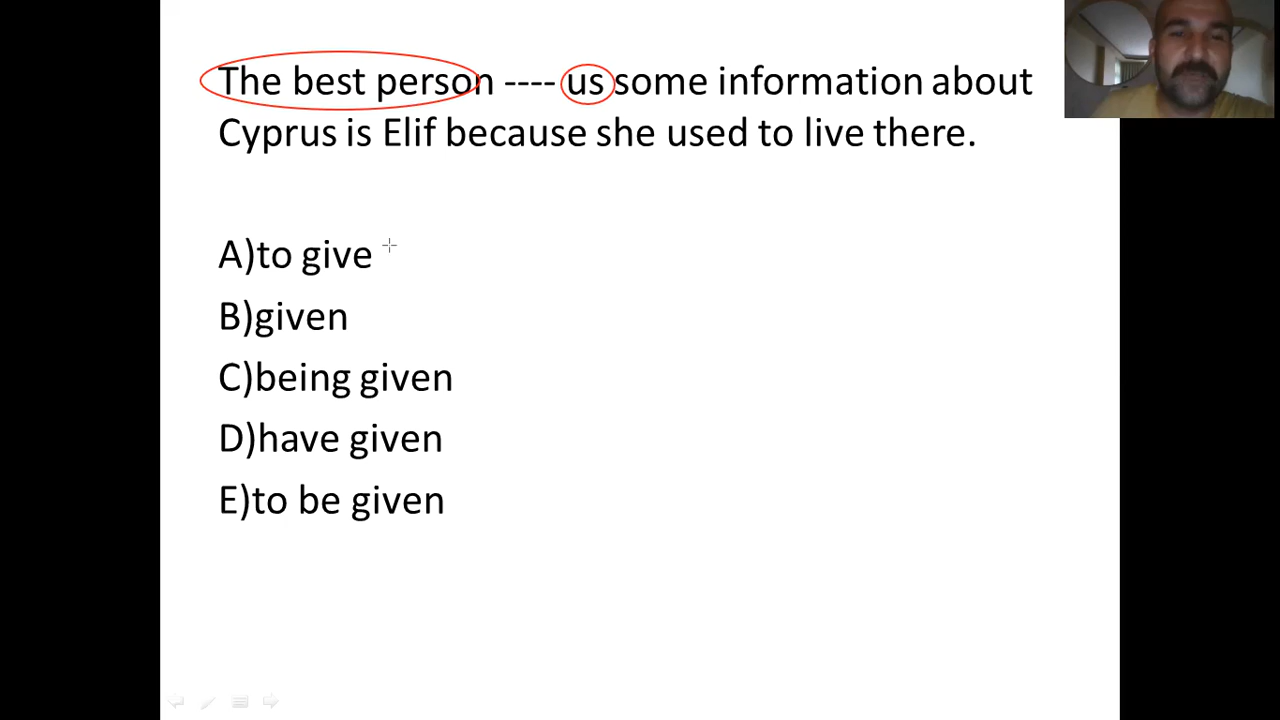 The best person ---- us some information about
Cyprus is Elif because she used to live there.
A)to give
B)given
C)being given
D)have given
E)to be given